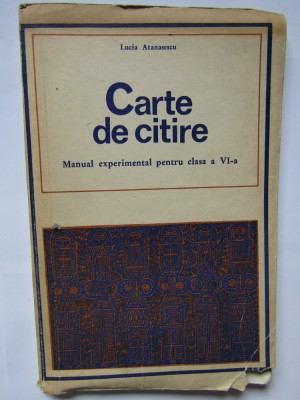 Lucia Atanasescu
Carte
de citire
Manual experimental pentru clasa a VI-a